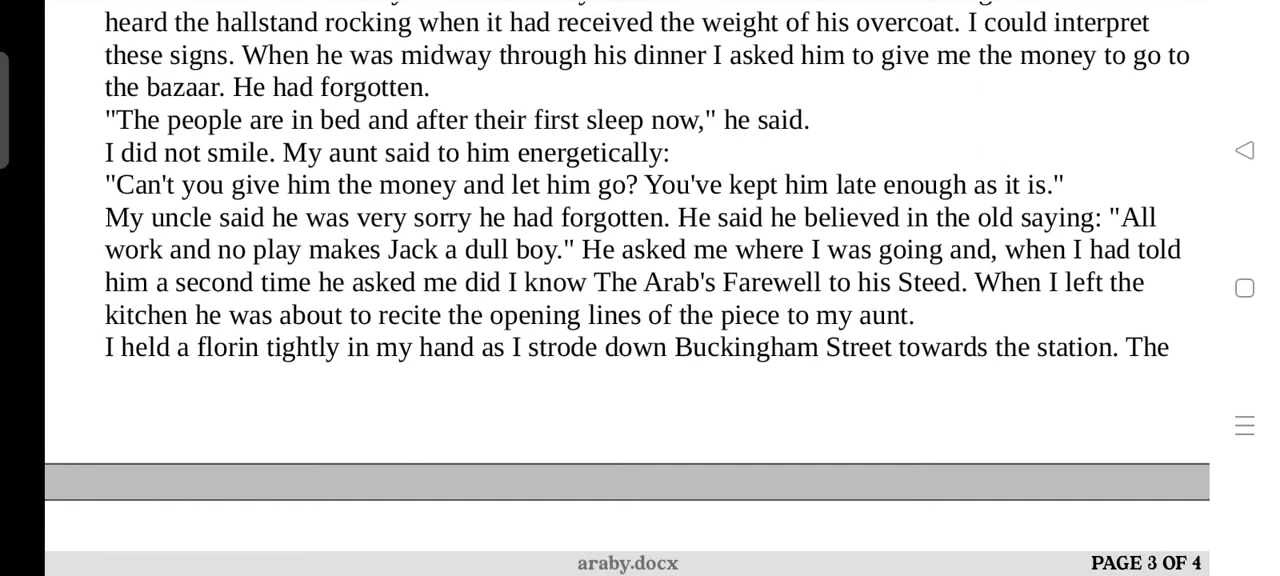 heard the hallstand rocking when it had received the weight of his overcoat. I could interpret
these signs. When he was midway through his dinner I asked him to give me the money to go to
the bazaar. He had forgotten.
"The people are in bed and after their first sleep now," he said.
I did not smile. My aunt said to him energetically:
"Can't you give him the money and let him go? You've kept him late enough as it is."
My uncle said he was very sorry he had forgotten. He said he believed in the old saying: "All
work and no play makes Jack a dull boy." He asked me where I was going and, when I had told
him a second time he asked me did I know The Arab's Farewell to his Steed. When I left the
kitchen he was about to recite the opening lines of the piece to my aunt.
I held a florin tightly in my hand as I strode down Buckingham Street towards the station. The
araby.docx
PAGE 3 OF 4